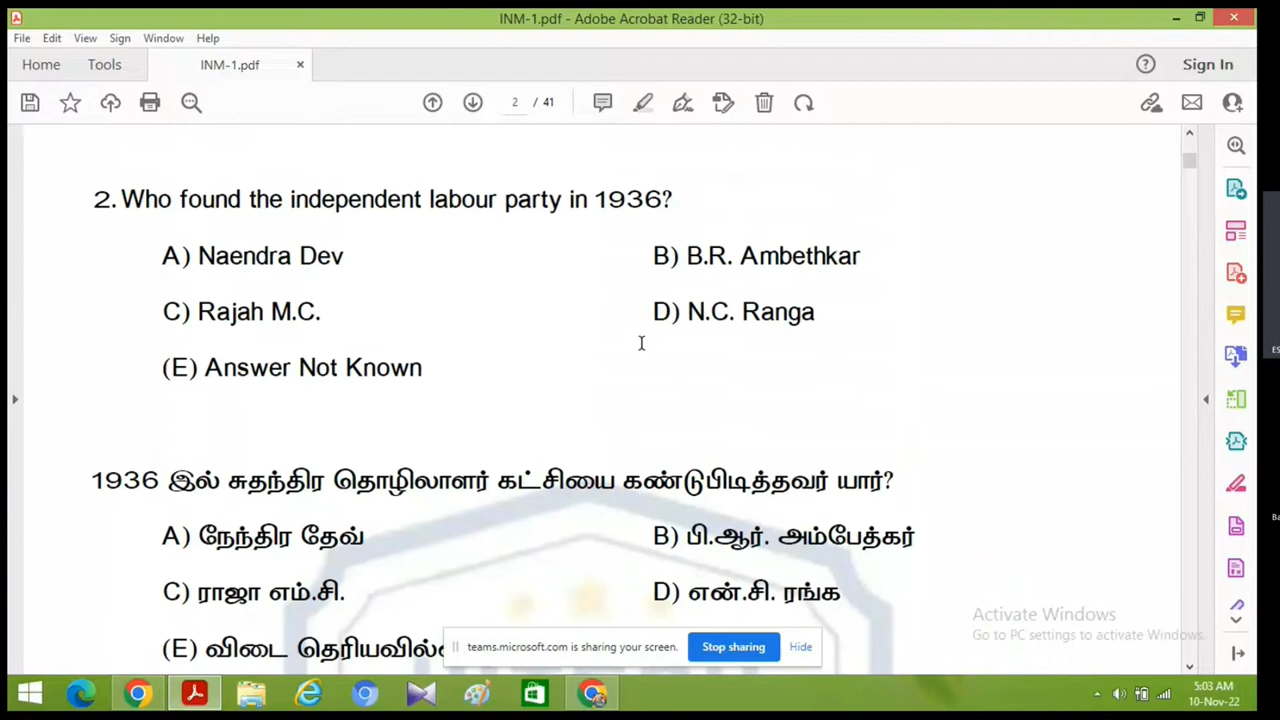 INM-1.pdf - Adobe Acrobat Reader (32-bit)
File Edit View Sign Window Help
Home Tools INM-1.pdf × Sign In
2 / 41
2. Who found the independent labour party in 1936?
A) Naendra Dev B) B.R. Ambethkar
C) Rajah M.C. D) N.C. Ranga
(E) Answer Not Known
1936 இல் சுதந்திர தொழிலாளர் கட்சியை கண்டுபிடித்தவர் யார்?
A) நேந்திர தேவ் B) பி.ஆர். அம்பேத்கர்
C) ராஜா எம்.சி. D) என்.சி. ரங்க
Activate Windows
Go to PC settings to activate Windows.
(E) விடை
teams.microsoft.com is sharing your screen. Stop sharing Hide
5:03 AM
10-Nov-22